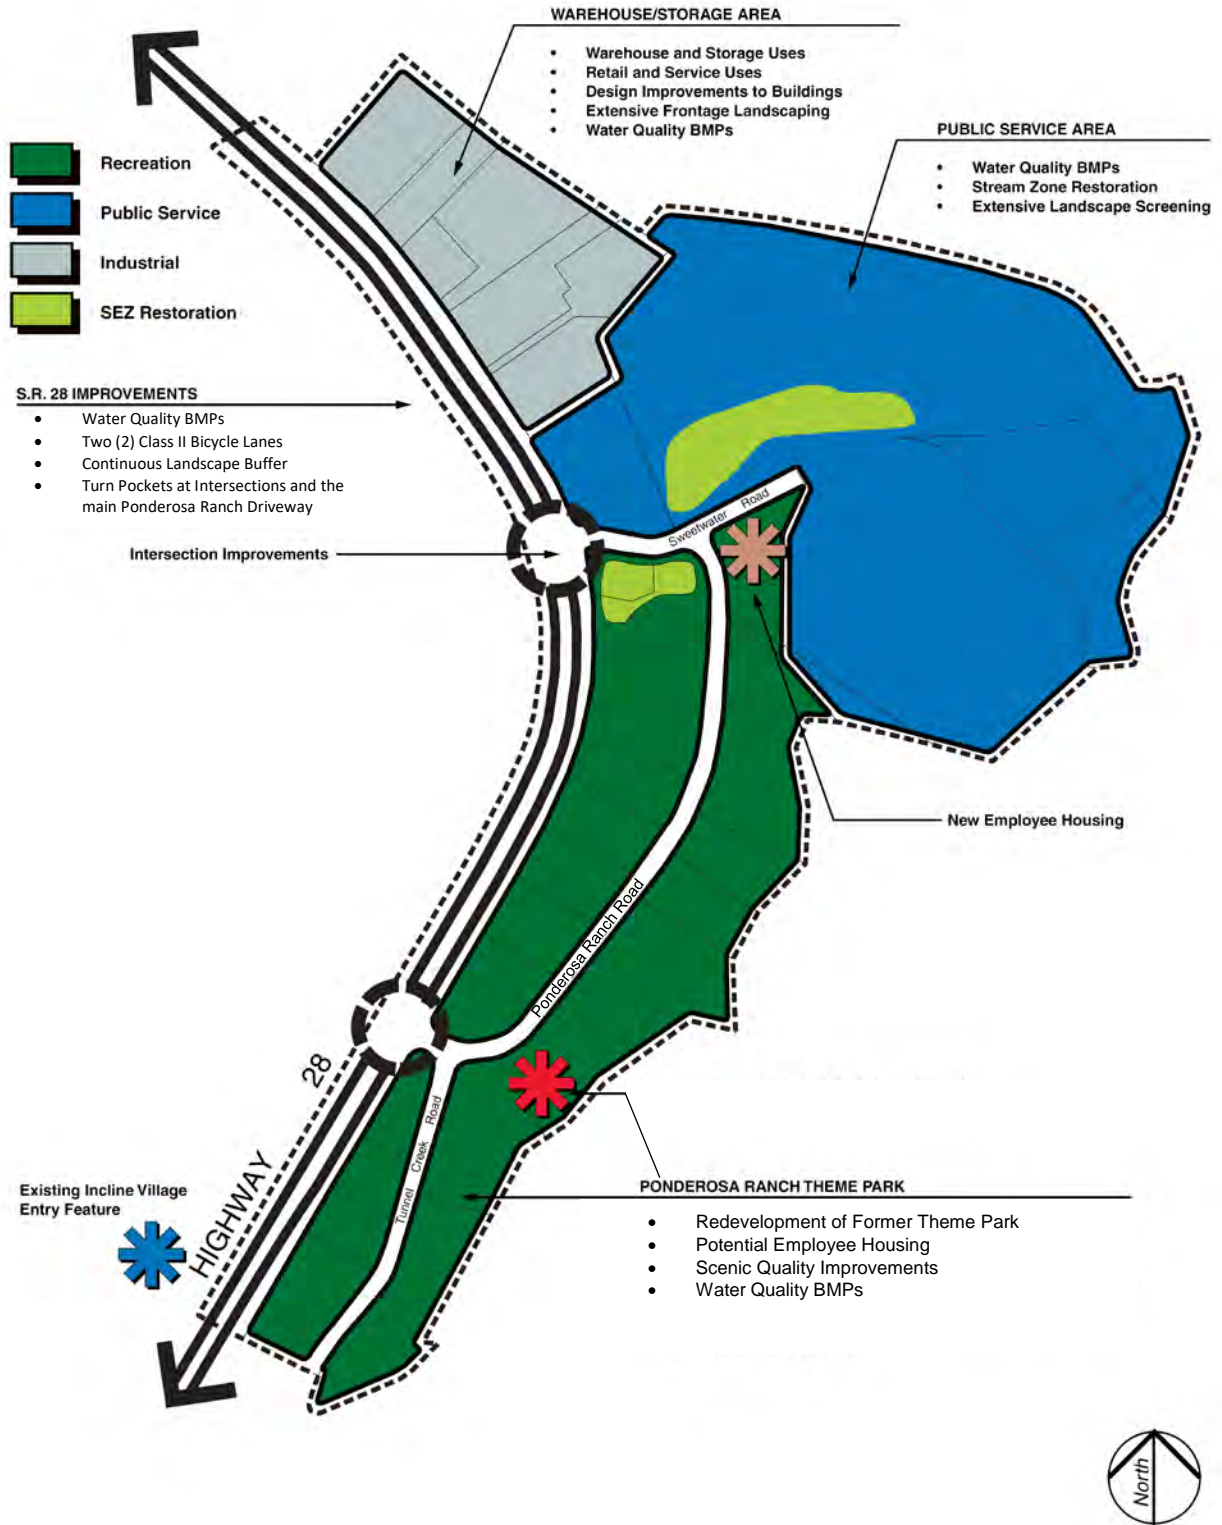 WAREHOUSE/STORAGE AREA
• Warehouse and Storage Uses
• Retail and Service Uses
• Design Improvements to Buildings
• Extensive Frontage Landscaping
• Water Quality BMPs
PUBLIC SERVICE AREA
• Water Quality BMPs
• Stream Zone Restoration
• Extensive Landscape Screening
Recreation
Public Service
Industrial
SEZ Restoration
S.R. 28 IMPROVEMENTS
• Water Quality BMPs
• Two (2) Class II Bicycle Lanes
• Continuous Landscape Buffer
• Turn Pockets at Intersections and the
main Ponderosa Ranch Driveway
Intersection Improvements
Sweetwater Road
New Employee Housing
Ponderosa Ranch Road
HIGHWAY 28
Tunnel Creek Road
Existing Incline Village
Entry Feature
PONDEROSA RANCH THEME PARK
• Redevelopment of Former Theme Park
• Potential Employee Housing
• Scenic Quality Improvements
• Water Quality BMPs
North